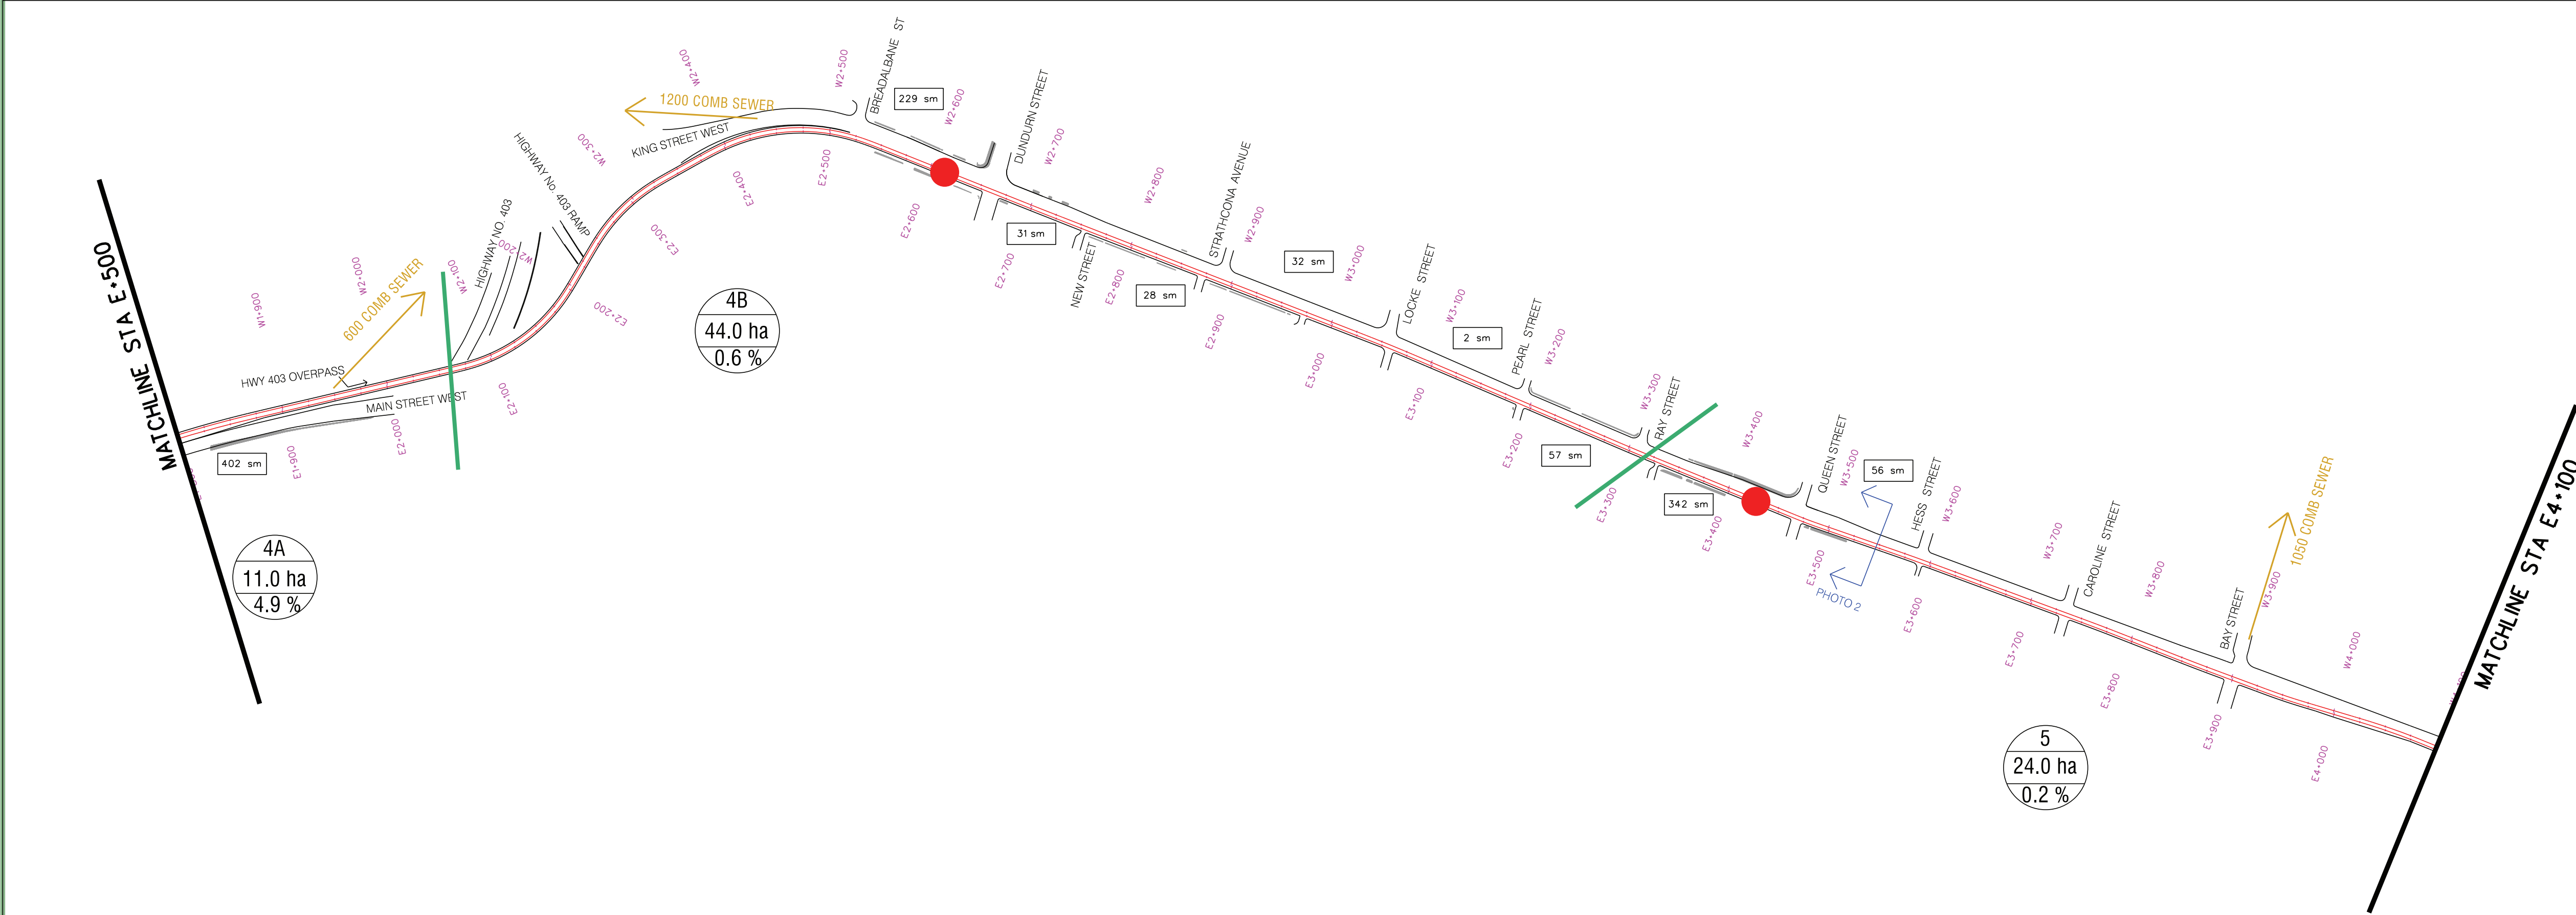 MATCHLINE STA E+500
W1+900
W2+000
600 COMB SEWER
W2+100
HIGHWAY NO. 403
W2+200
HIGHWAY No. 403 RAMP
W2+300
KING STREET WEST
1200 COMB SEWER
W2+400
W2+500
BREADALBANE ST
229 sm
W2+600
DUNDURN STREET
W2+700
W2+800
STRATHCONA AVENUE
W2+900
32 sm
W3+000
LOCKE STREET
W3+100
2 sm
PEARL STREET
W3+200
W3+300
RAY STREET
W3+400
QUEEN STREET
W3+500
56 sm
HESS STREET
W3+600
W3+700
CAROLINE STREET
W3+800
BAY STREET
W3+900
1050 COMB SEWER
W4+000
MATCHLINE STA E4+100
HWY 403 OVERPASS
MAIN STREET WEST
402 sm
E1+900
E2+000
E2+100
E2+200
E2+300
E2+400
E2+500
E2+600
31 sm
E2+700
NEW STREET
E2+800
28 sm
E2+900
E3+000
E3+100
E3+200
57 sm
E3+300
342 sm
E3+400
E3+500
PHOTO 2
E3+600
E3+700
E3+800
E3+900
E4+000
4A
11.0 ha
4.9 %
4B
44.0 ha
0.6 %
5
24.0 ha
0.2 %